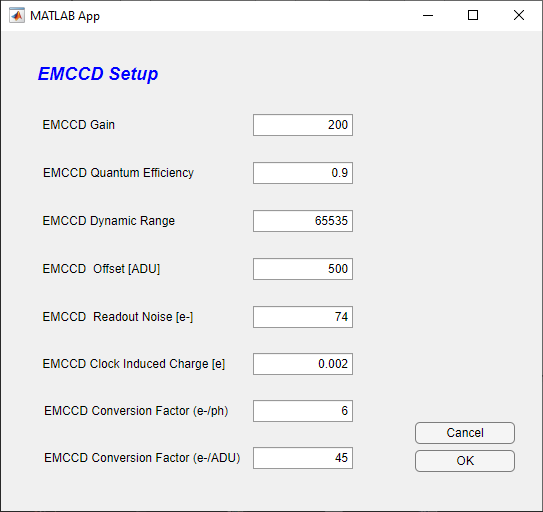 MATLAB App
EMCCD Setup
EMCCD Gain 200
EMCCD Quantum Efficiency 0.9
EMCCD Dynamic Range 65535
EMCCD  Offset [ADU] 500
EMCCD  Readout Noise [e-] 74
EMCCD Clock Induced Charge [e] 0.002
EMCCD Conversion Factor (e-/ph) 6
EMCCD Conversion Factor (e-/ADU) 45
Cancel
OK